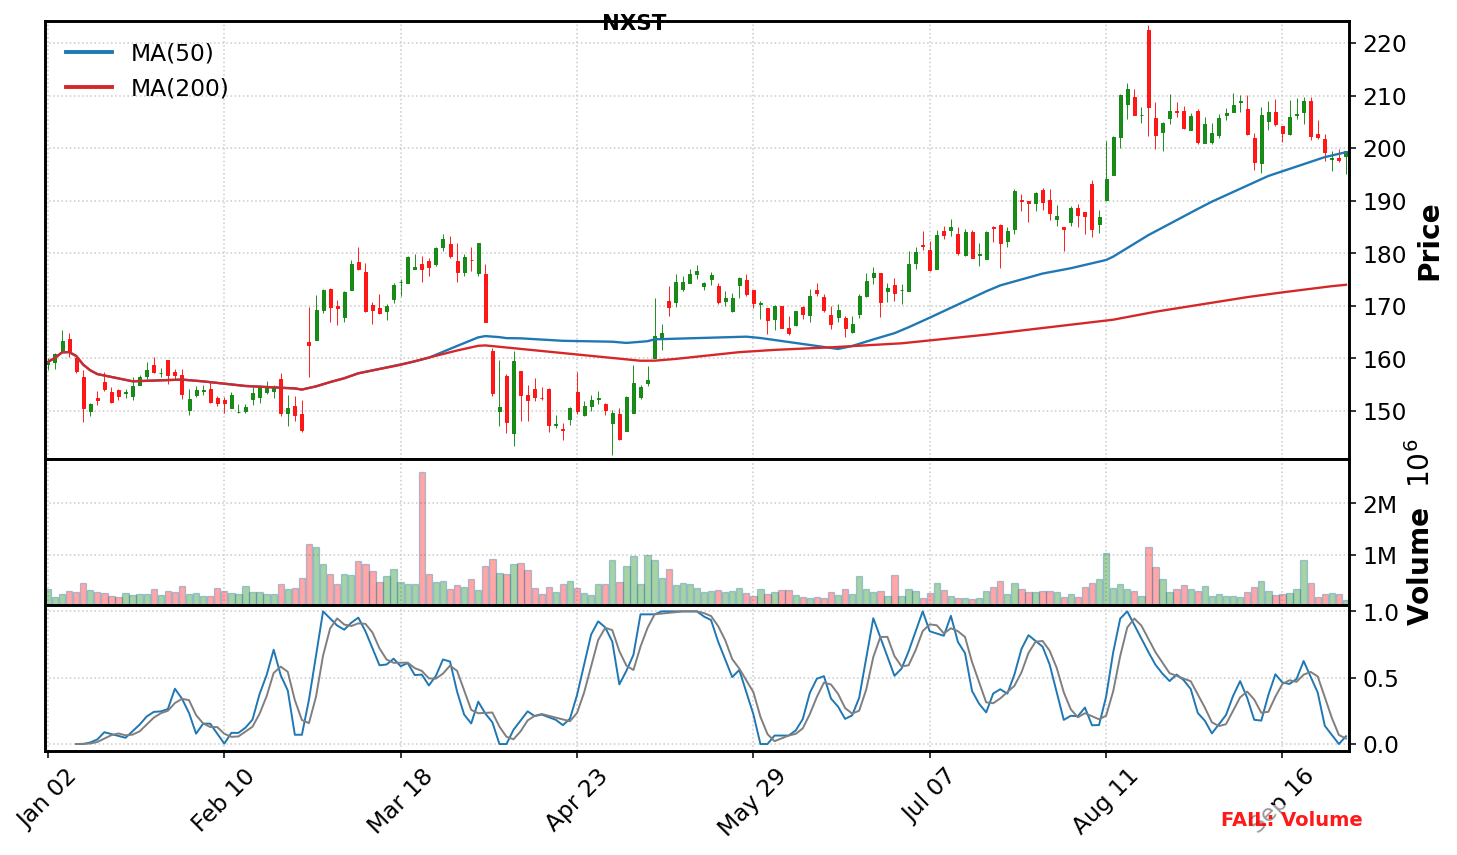 NXST
MA(50)
MA(200)
220
210
200
190
180
170
160
150
Price
2M
1M
Volume 10^6
1.0
0.5
0.0
Jan 02
Feb 10
Mar 18
Apr 23
May 29
Jul 07
Aug 11
Sep 16
FAIL: Volume